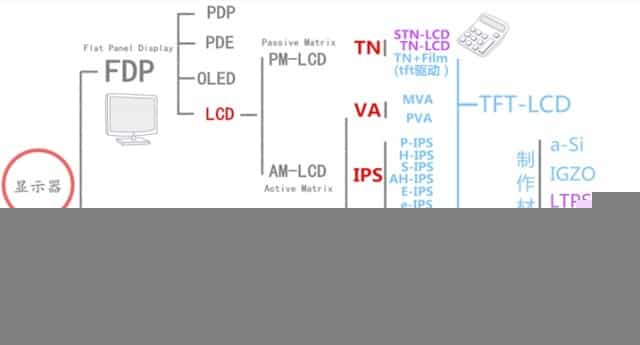 显示器
Flat Panel Display
FDP
PDP
PDE
OLED
LCD
Passive Matrix
PM-LCD
AM-LCD
Active Matrix
TN
STN-LCD
TN-LCD
TN+Film
(tft驱动)
VA
MVA
PVA
IPS
P-IPS
H-IPS
S-IPS
AH-IPS
E-IPS
e-IPS
TFT-LCD
制作材
a-Si
IGZO
LTPS